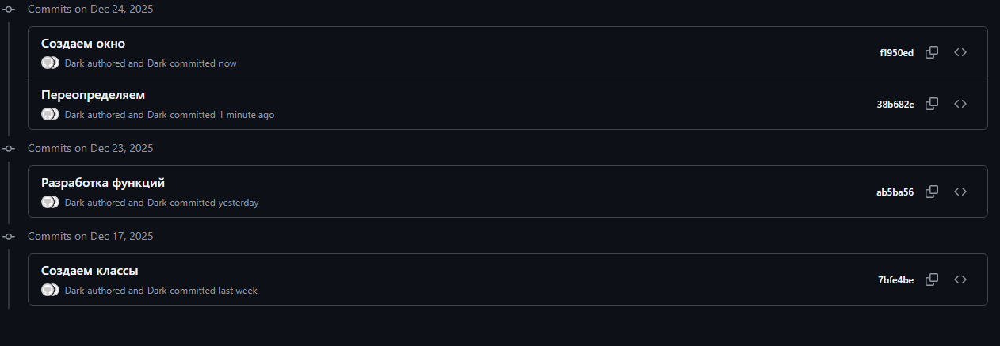 Commits on Dec 24, 2025
Создаем окно
Dark authored and Dark committed now
f1950ed
Переопределяем
Dark authored and Dark committed 1 minute ago
38b682c
Commits on Dec 23, 2025
Разработка функций
Dark authored and Dark committed yesterday
ab5ba56
Commits on Dec 17, 2025
Создаем классы
Dark authored and Dark committed last week
7bfe4be